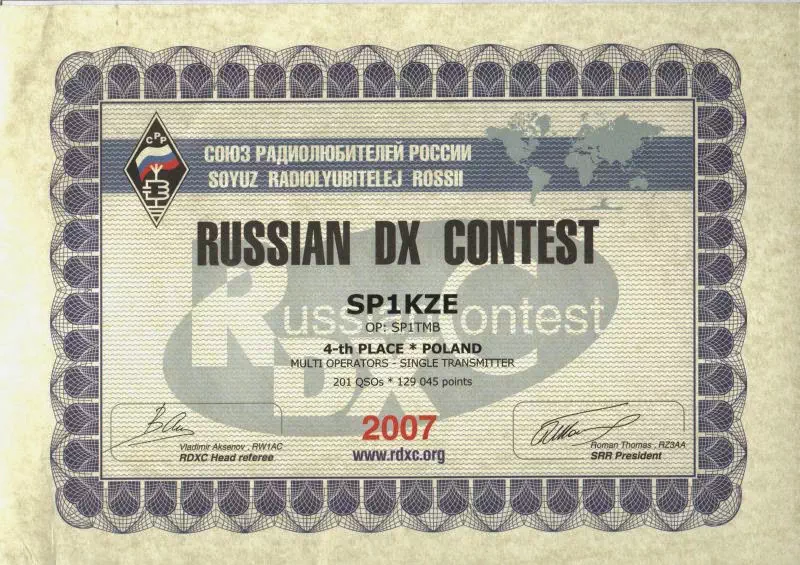 СРР
СОЮЗ РАДИОЛЮБИТЕЛЕЙ РОССИИ
SOYUZ RADIOLYUBITELEJ ROSSII
RUSSIAN DX CONTEST
Russian Contest
RDXC
SP1KZE
OP: SP1TMB
4-th PLACE * POLAND
MULTI OPERATORS - SINGLE TRANSMITTER
201 QSOs * 129 045 points
2007
www.rdxc.org
Vladimir Aksenov , RW1AC
RDXC Head referee
Roman Thomas , RZ3AA
SRR President